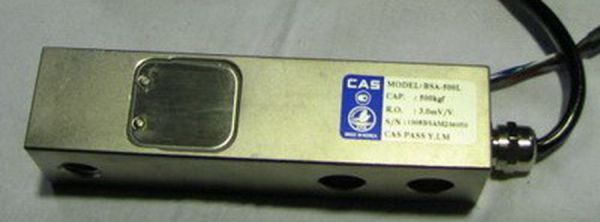 CAS
MODEL: BSA-500L
CAP. : 500kgf
R.O. : 3.0mV/V
S/N :
CAS PASS Y.I.M
MADE IN KOREA